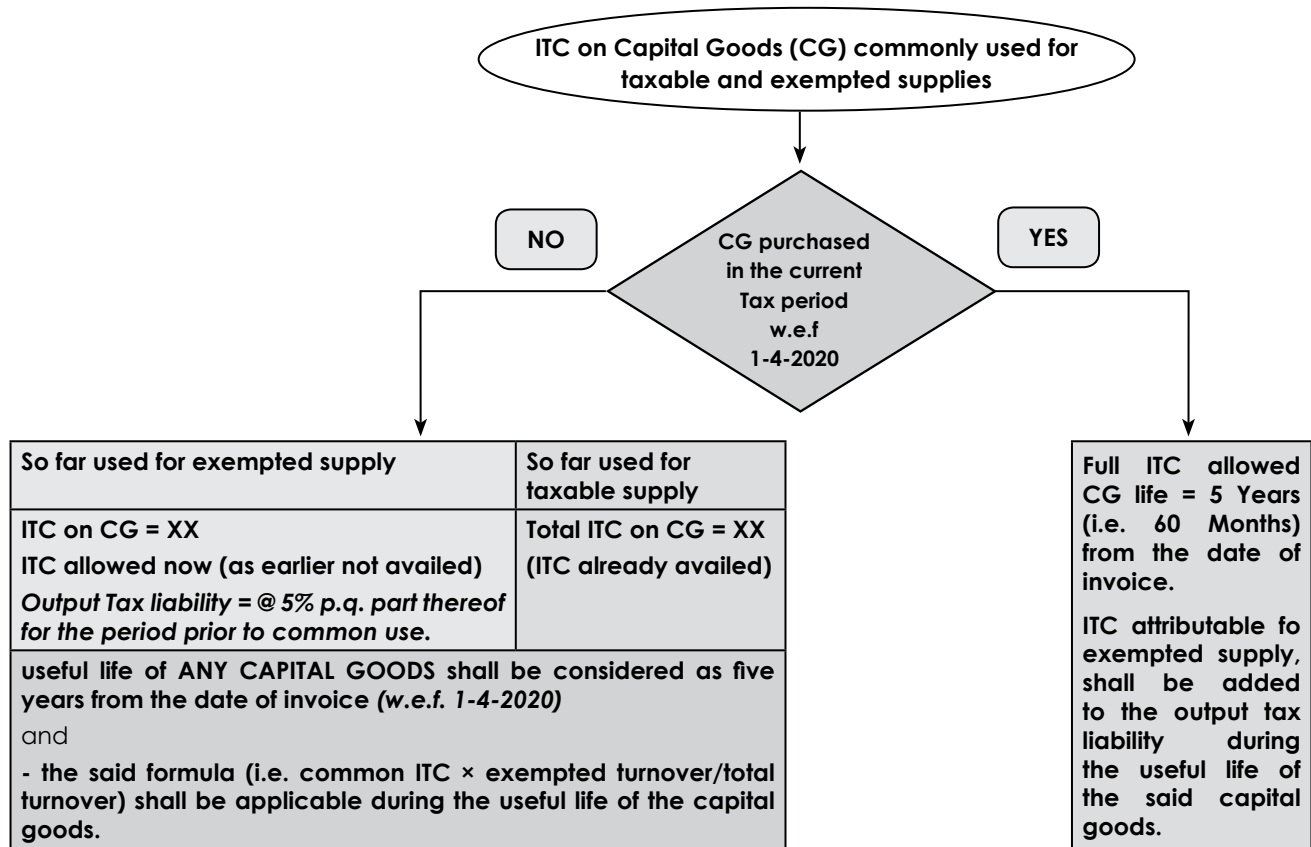 ITC on Capital Goods (CG) commonly used for
taxable and exempted supplies
NO
CG purchased
in the current
Tax period
w.e.f
1-4-2020
YES
So far used for exempted supply
So far used for
taxable supply
ITC on CG = XX
ITC allowed now (as earlier not availed)
Output Tax liability = @ 5% p.q. part thereof
for the period prior to common use.
Total ITC on CG = XX
(ITC already availed)
useful life of ANY CAPITAL GOODS shall be considered as five
years from the date of invoice (w.e.f. 1-4-2020)
and
- the said formula (i.e. common ITC × exempted turnover/total
turnover) shall be applicable during the useful life of the capital
goods.
Full ITC allowed
CG life = 5 Years
(i.e. 60 Months)
from the date of
invoice.
ITC attributable fo
exempted supply,
shall be added
to the output tax
liability during
the useful life of
the said capital
goods.